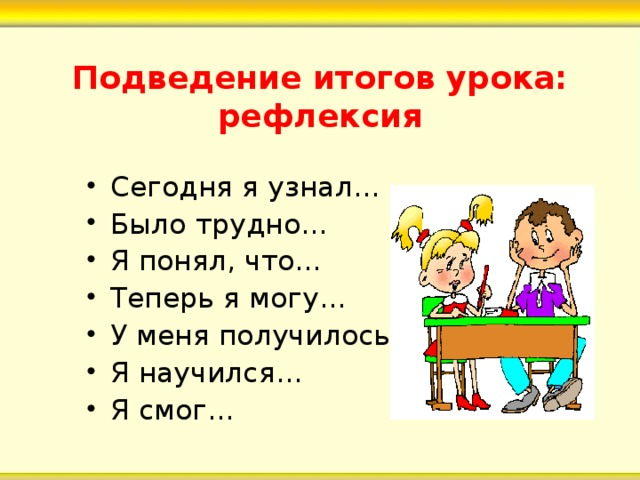 Подведение итогов урока:
рефлексия
• Сегодня я узнал…
• Было трудно…
• Я понял, что…
• Теперь я могу…
• У меня получилось
• Я научился…
• Я смог…